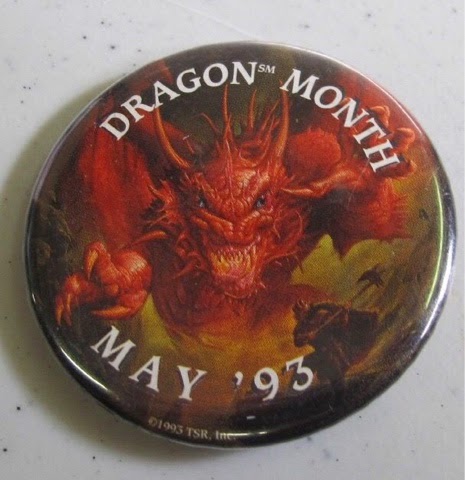 DRAGON℠ MONTH
MAY '93
©1993 TSR, Inc.